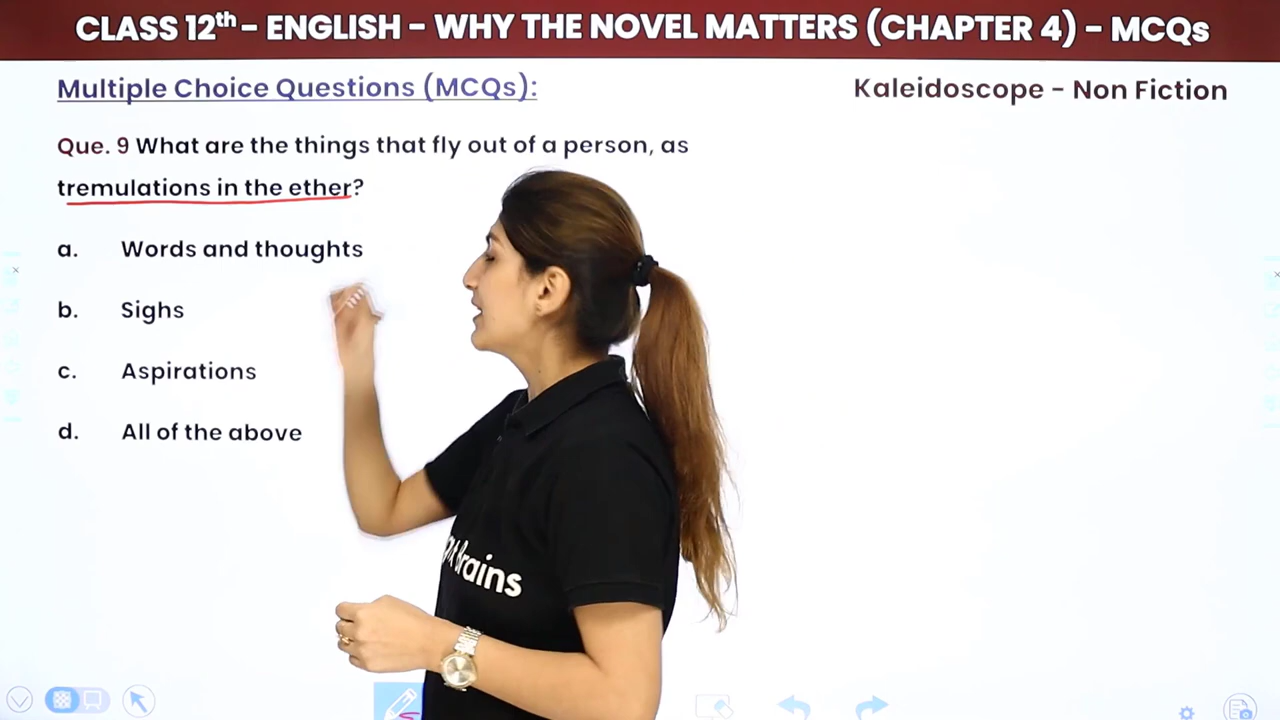 CLASS 12th - ENGLISH - WHY THE NOVEL MATTERS (CHAPTER 4) - MCQs
Multiple Choice Questions (MCQs):
Kaleidoscope - Non Fiction
Que. 9 What are the things that fly out of a person, as
tremulations in the ether?
a. Words and thoughts
b. Sighs
c. Aspirations
d. All of the above